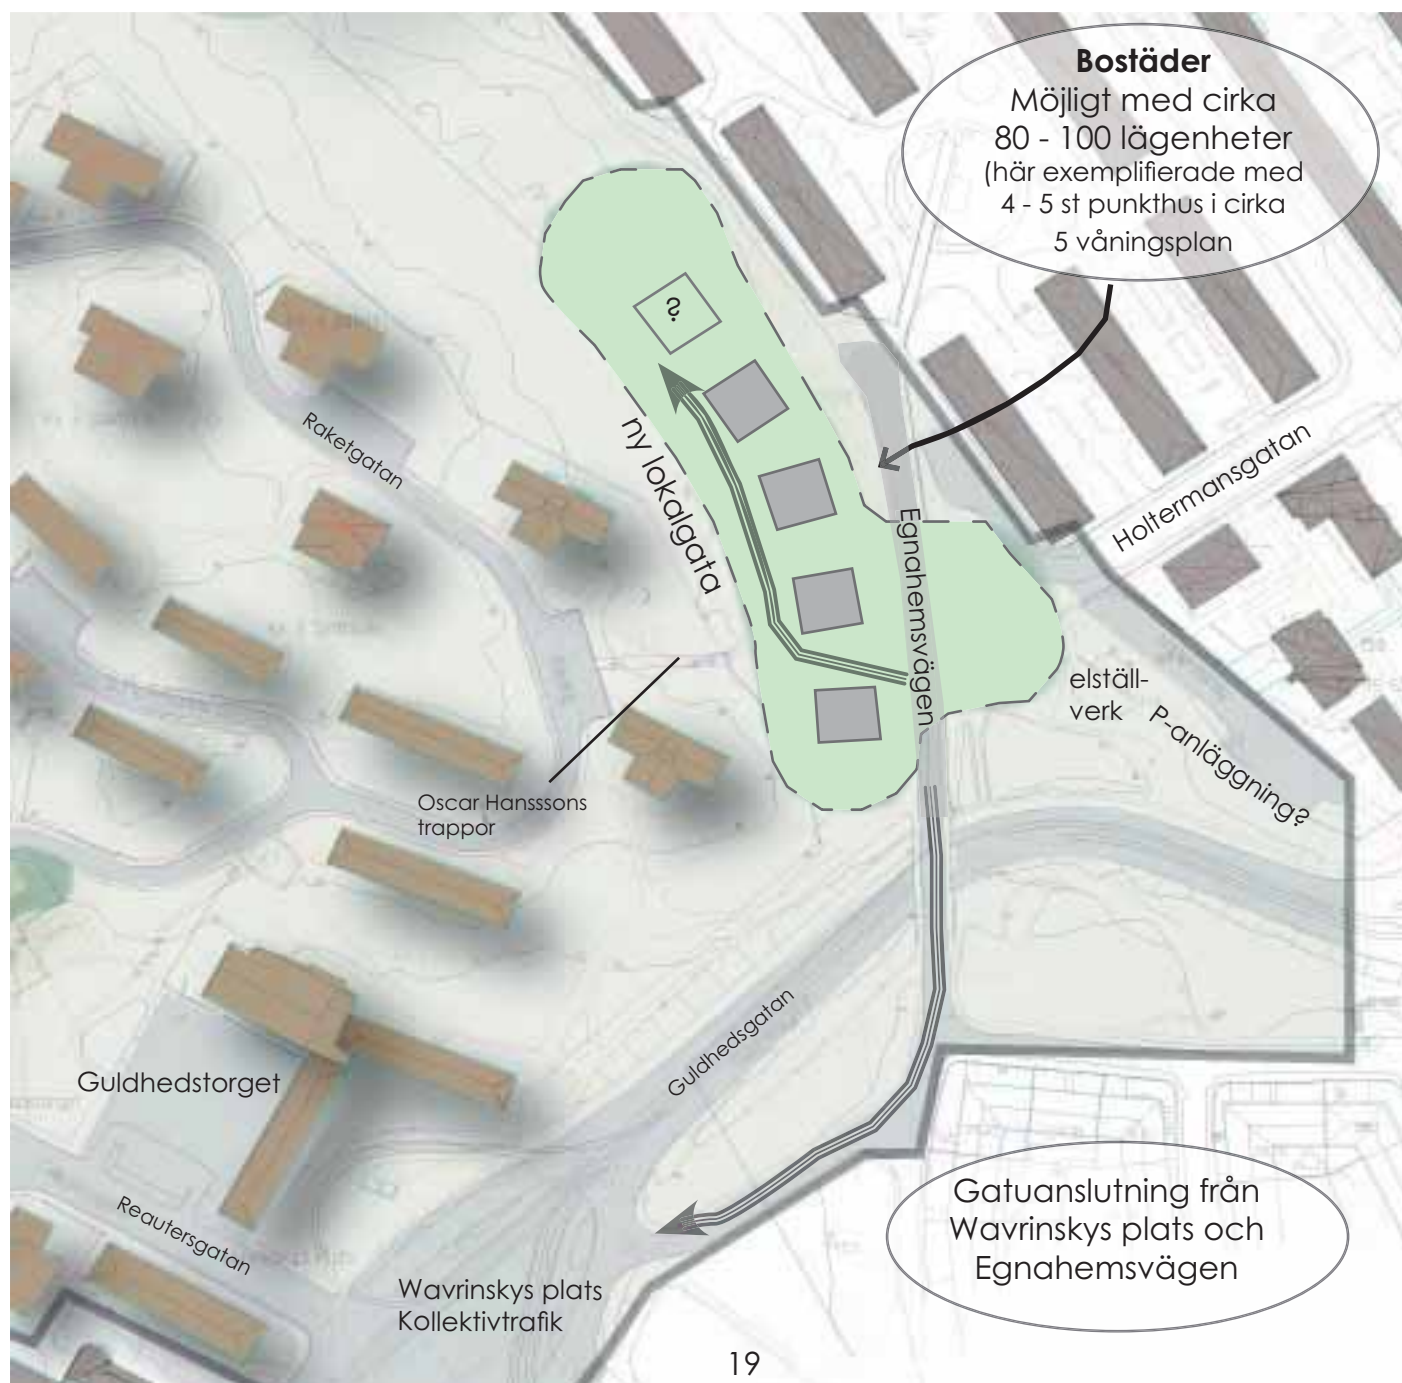 Bostäder
Möjligt med cirka
80 - 100 lägenheter
(här exemplifierade med
4 - 5 st punkthus i cirka
5 våningsplan
?
Raketgatan
ny lokalgata
Holtermansgatan
Egnahemsvägen
elställ-
verk
P-anläggning?
Oscar Hansssons
trappor
Guldhedsgatan
Guldhedstorget
Reautersgatan
Gatuanslutning från
Wavrinskys plats och
Egnahemsvägen
Wavrinskys plats
Kollektivtrafik
19